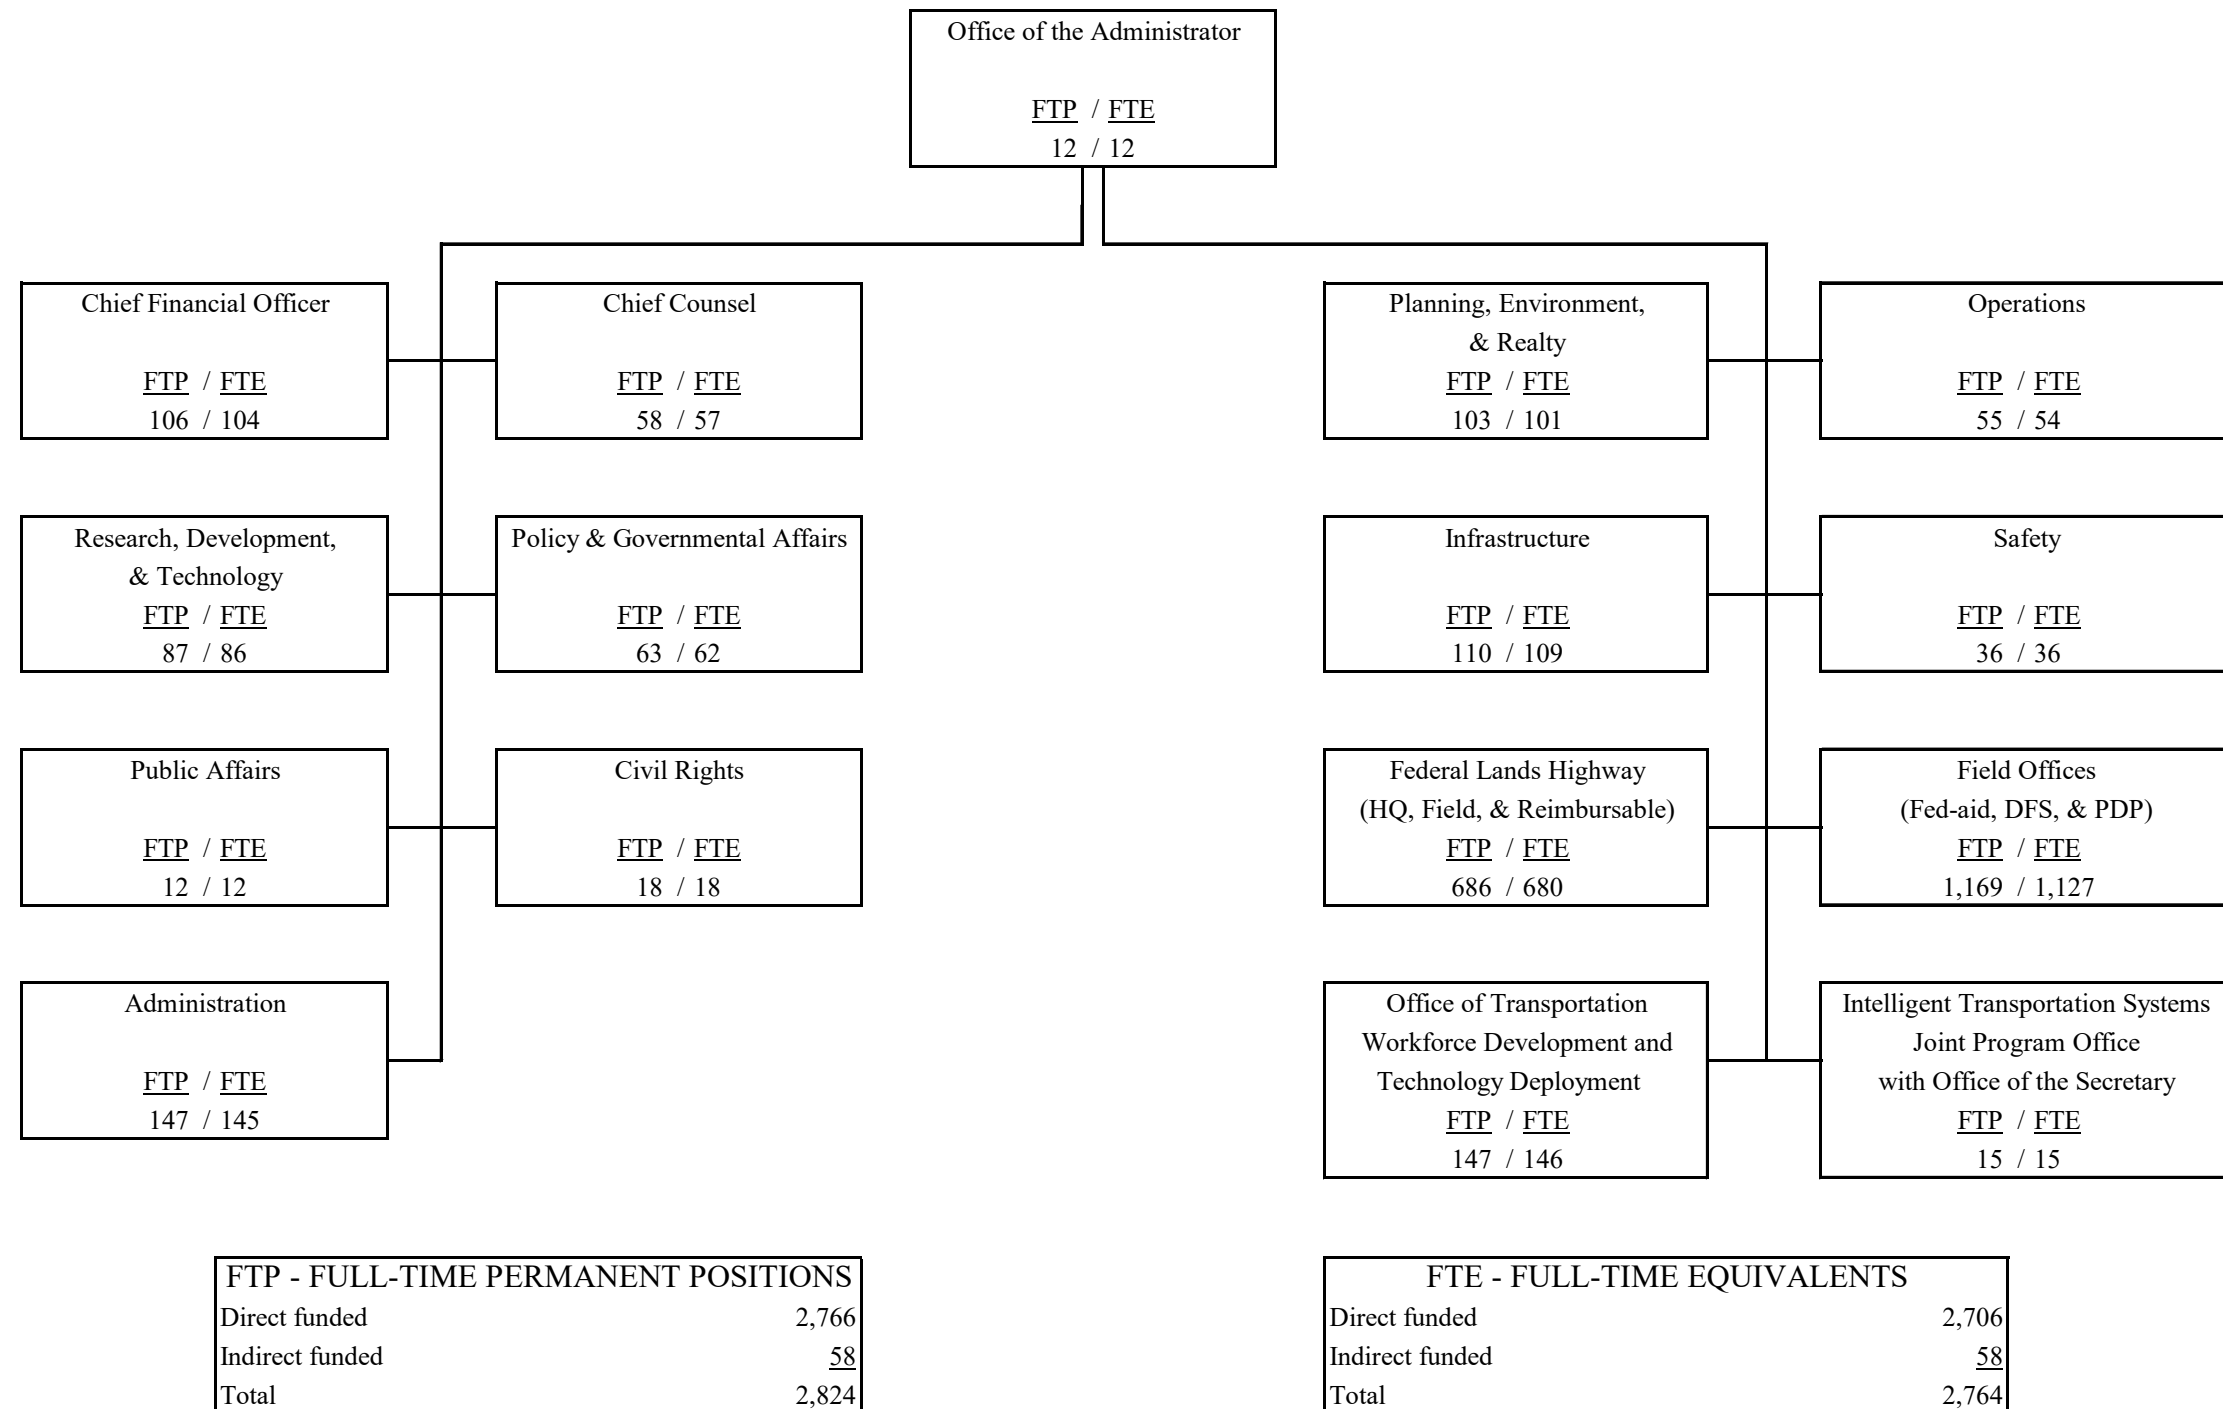 Office of the Administrator
FTP / FTE
12 / 12
Chief Financial Officer
FTP / FTE
106 / 104
Chief Counsel
FTP / FTE
58 / 57
Planning, Environment,
& Realty
FTP / FTE
103 / 101
Operations
FTP / FTE
55 / 54
Research, Development,
& Technology
FTP / FTE
87 / 86
Policy & Governmental Affairs
FTP / FTE
63 / 62
Infrastructure
FTP / FTE
110 / 109
Safety
FTP / FTE
36 / 36
Public Affairs
FTP / FTE
12 / 12
Civil Rights
FTP / FTE
18 / 18
Federal Lands Highway
(HQ, Field, & Reimbursable)
FTP / FTE
686 / 680
Field Offices
(Fed-aid, DFS, & PDP)
FTP / FTE
1,169 / 1,127
Administration
FTP / FTE
147 / 145
Office of Transportation
Workforce Development and
Technology Deployment
FTP / FTE
147 / 146
Intelligent Transportation Systems
Joint Program Office
with Office of the Secretary
FTP / FTE
15 / 15
FTP - FULL-TIME PERMANENT POSITIONS
Direct funded 2,766
Indirect funded 58
Total 2,824
FTE - FULL-TIME EQUIVALENTS
Direct funded 2,706
Indirect funded 58
Total 2,764